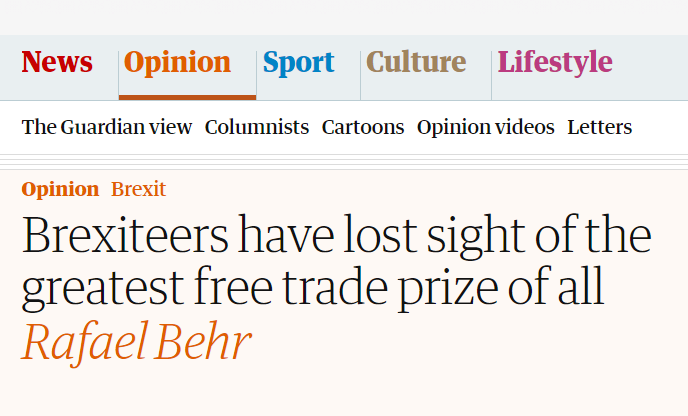 News Opinion Sport Culture Lifestyle
The Guardian view Columnists Cartoons Opinion videos Letters
Opinion Brexit
Brexiteers have lost sight of the
greatest free trade prize of all
Rafael Behr